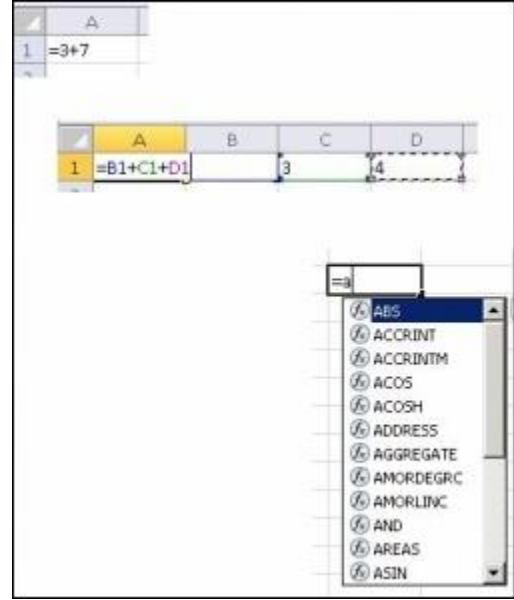 A
1 =3+7
A B C D
1 =B1+C1+D1 3 4
=a
ABS
ACCRINT
ACCRINTM
ACOS
ACOSH
ADDRESS
AGGREGATE
AMORDEGRC
AMORLINC
AND
AREAS
ASIN